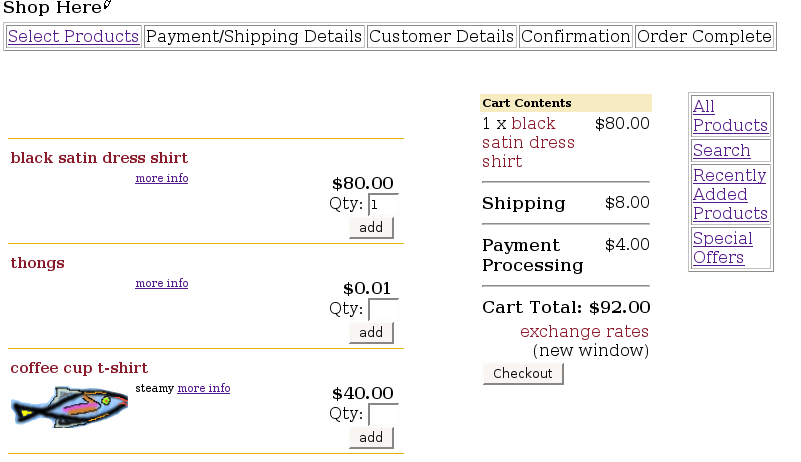 Shop Here
Select Products Payment/Shipping Details Customer Details Confirmation Order Complete
black satin dress shirt
more info
$80.00
Qty: 1
add
thongs
more info
$0.01
Qty:
add
coffee cup t-shirt
steamy more info
$40.00
Qty:
add
Cart Contents
1 x black $80.00
satin dress
shirt
Shipping $8.00
Payment $4.00
Processing
Cart Total: $92.00
exchange rates
(new window)
Checkout
All
Products
Search
Recently
Added
Products
Special
Offers